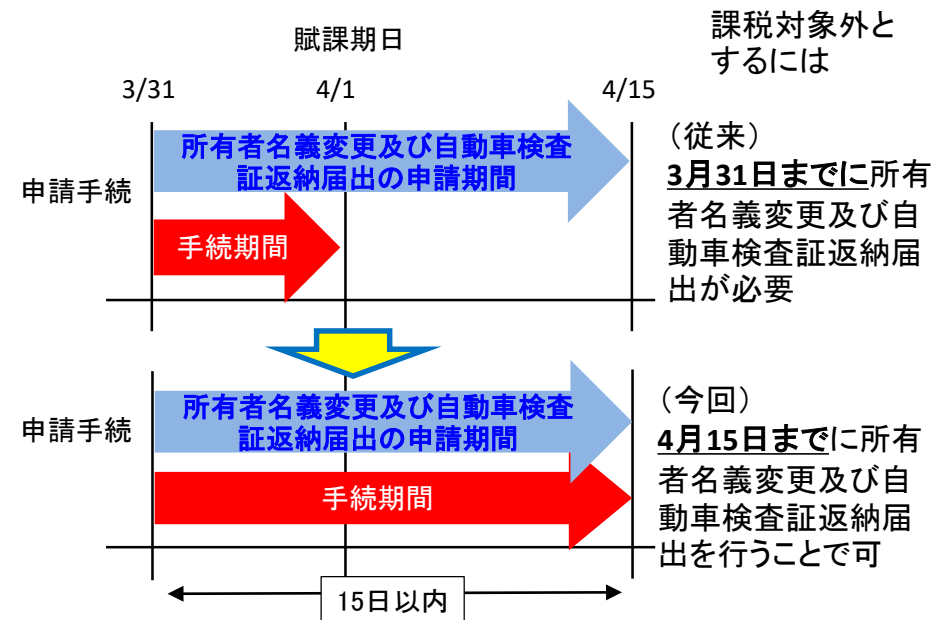 賦課期日
課税対象外と
するには
3/31
4/1
4/15
申請手続
所有者名義変更及び自動車検査
証返納届出の申請期間
手続期間
（従来）
3月31日までに所有
者名義変更及び自
動車検査証返納届
出が必要
申請手続
所有者名義変更及び自動車検査
証返納届出の申請期間
手続期間
（今回）
4月15日までに所有
者名義変更及び自
動車検査証返納届
出を行うことで可
15日以内